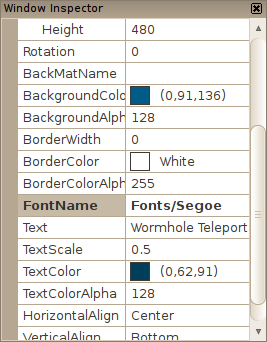 Window Inspector
Height 480
Rotation 0
BackMatName
BackgroundColo (0,91,136)
BackgroundAlph 128
BorderWidth 0
BorderColor White
BorderColorAlph 255
FontName Fonts/Segoe
Text Wormhole Teleport
TextScale 0.5
TextColor (0,62,91)
TextColorAlpha 128
HorizontalAlign Center
VerticalAlign Bottom